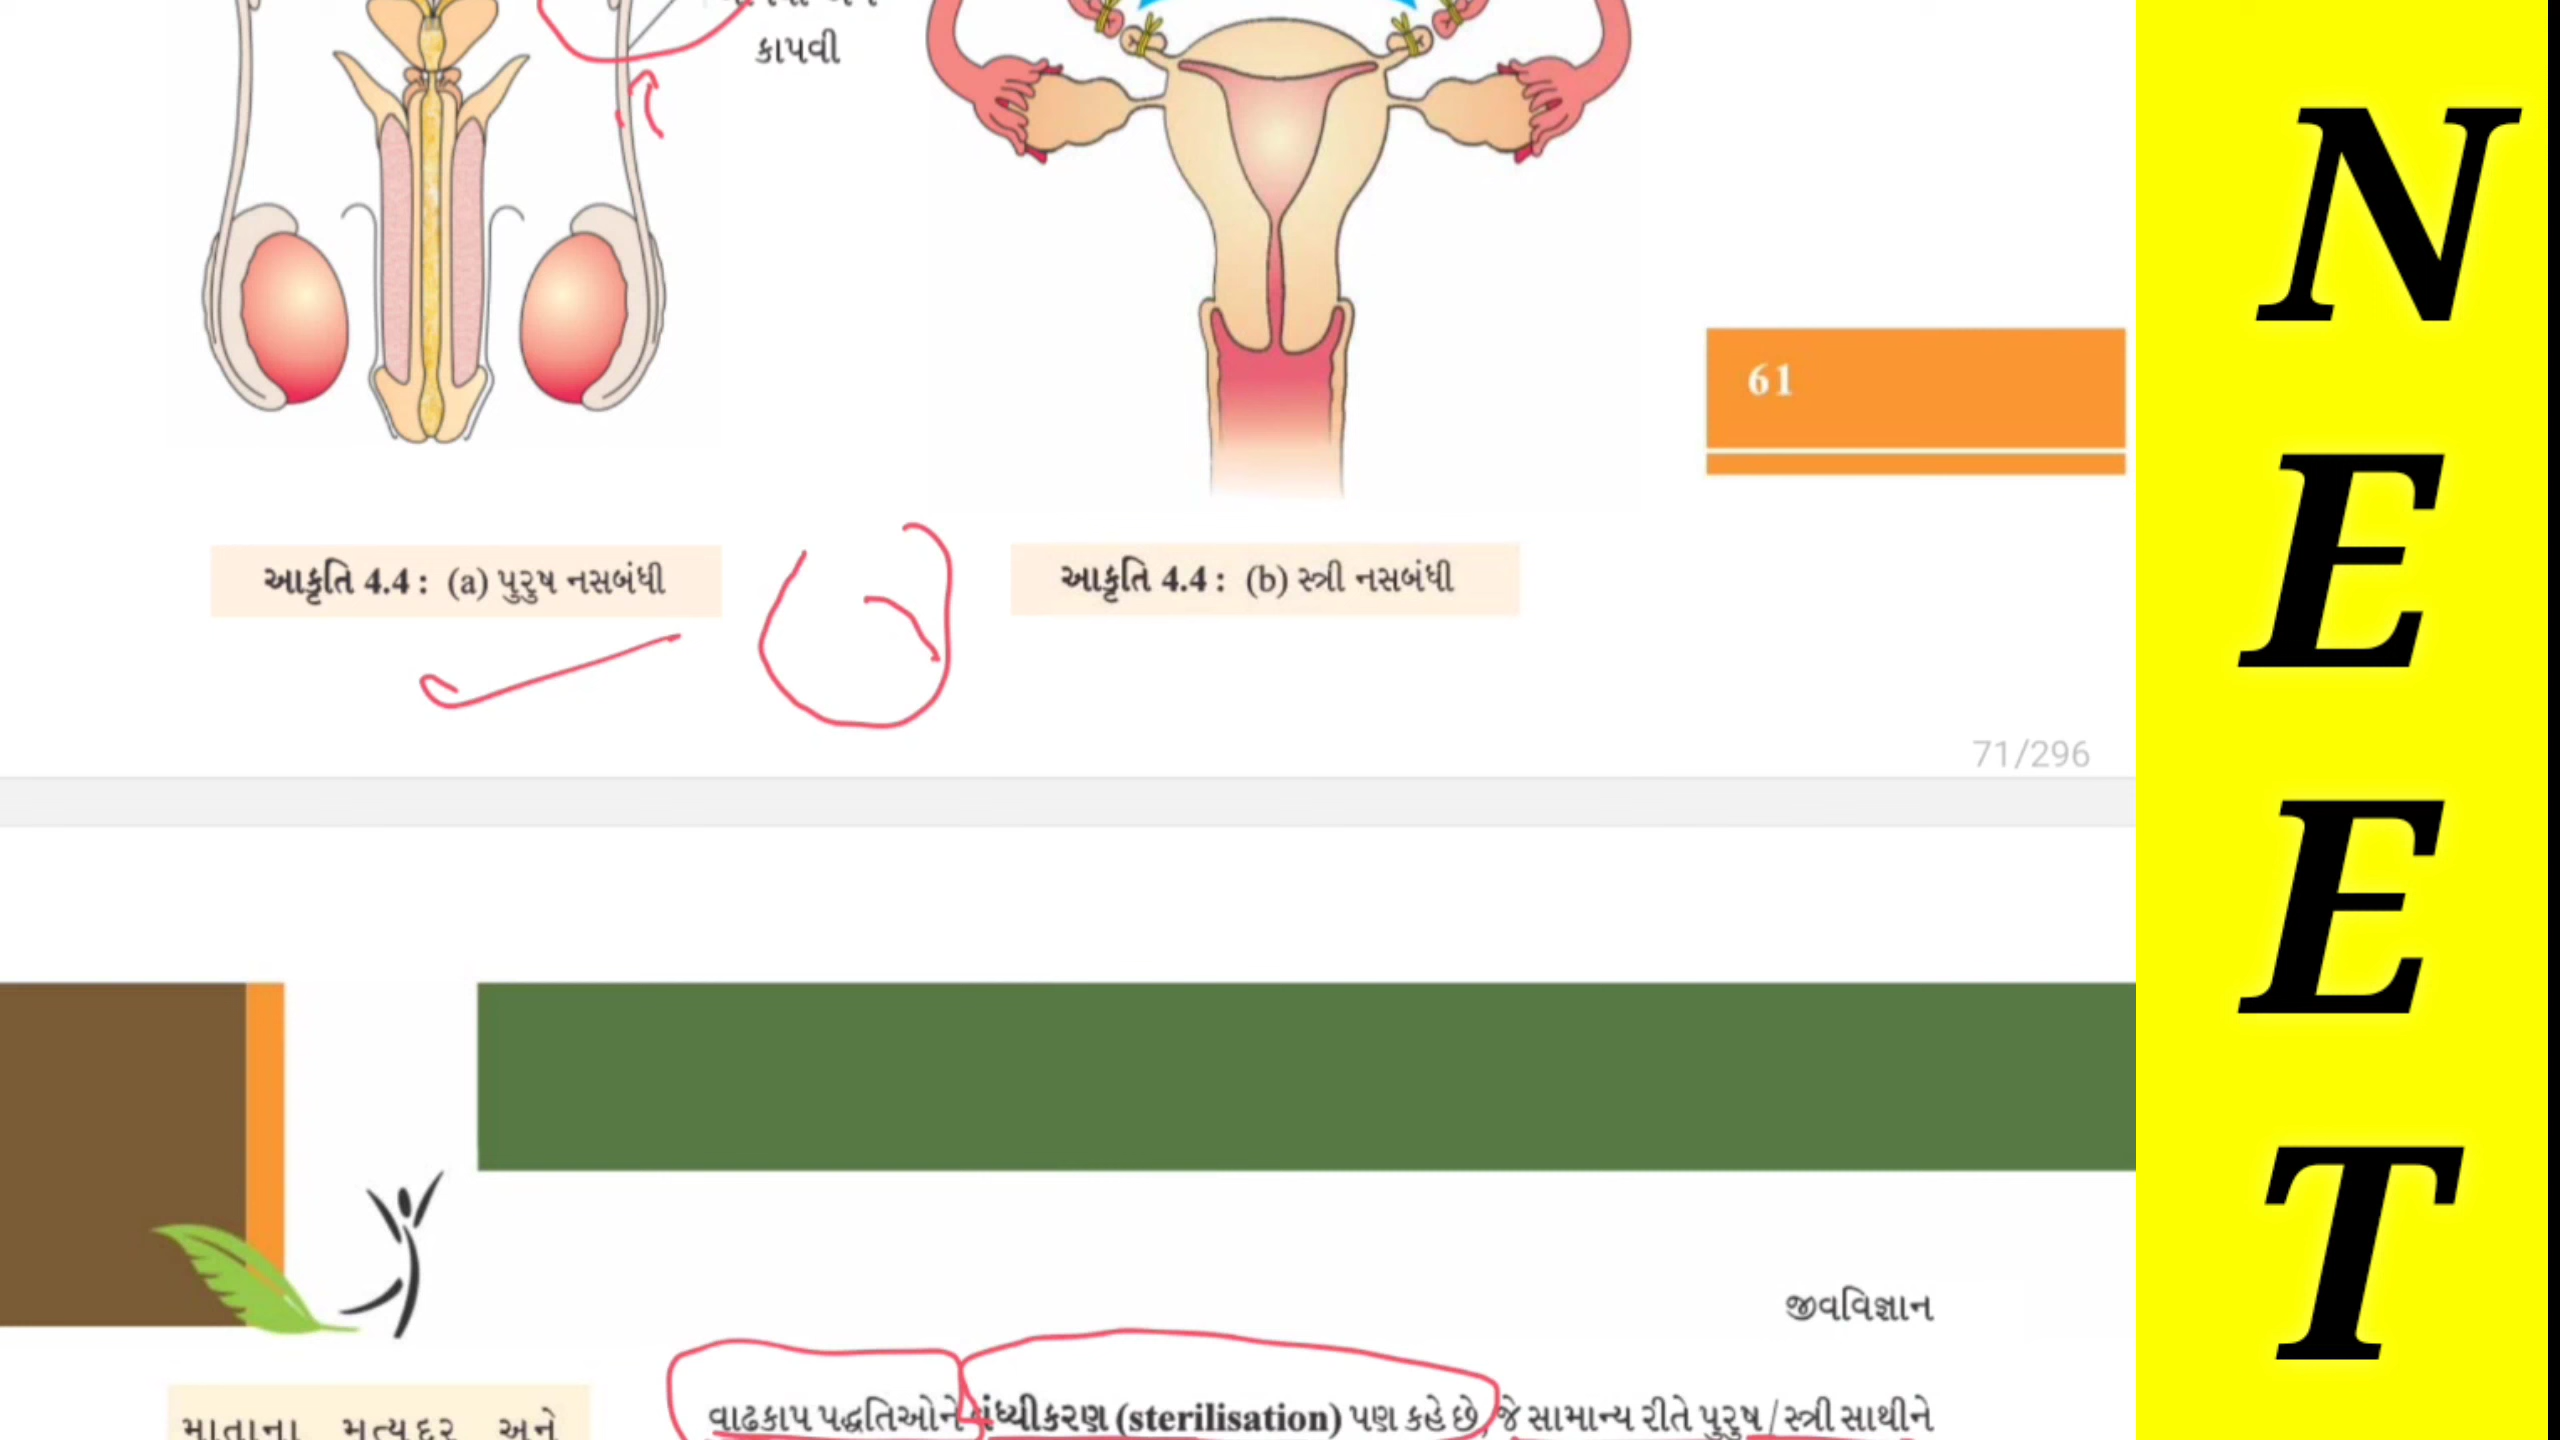 કાપવી
61
આકૃતિ 4.4 : (a) પુરુષ નસબંધી
આકૃતિ 4.4 : (b) સ્ત્રી નસબંધી
71/296
જીવવિજ્ઞાન
વાઢકાપ પદ્ધતિઓને વંધ્યીકરણ (sterilisation) પણ કહે છે, જે સામાન્ય રીતે પુરુષ / સ્ત્રી સાથીને
માતાના મૃત્યુદર અને
N
E
E
T